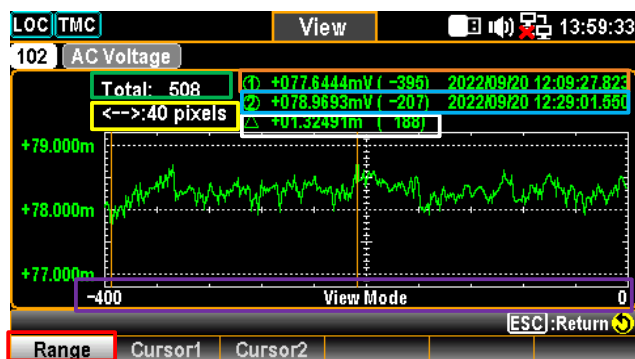 LOC TMC View 13:59:33
102 AC Voltage
Total: 508 ① +077.6444mV ( -395) 2022/09/20 12:09:27.823
<-->:40 pixels ② +078.9693mV ( -207) 2022/09/20 12:29:01.550
△ +01.32491m ( 188)
+79.000m
+78.000m
+77.000m
-400 View Mode 0
ESC:Return
Range Cursor1 Cursor2